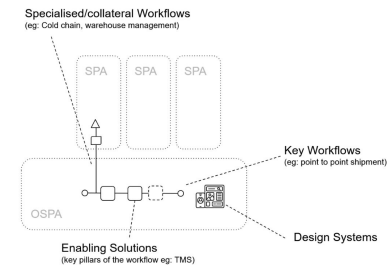 Specialised/collateral Workflows
(eg: Cold chain, warehouse management)
SPA SPA SPA
Key Workflows
(eg: point to point shipment)
OSPA
Design Systems
Enabling Solutions
(key pillars of the workflow eg: TMS)